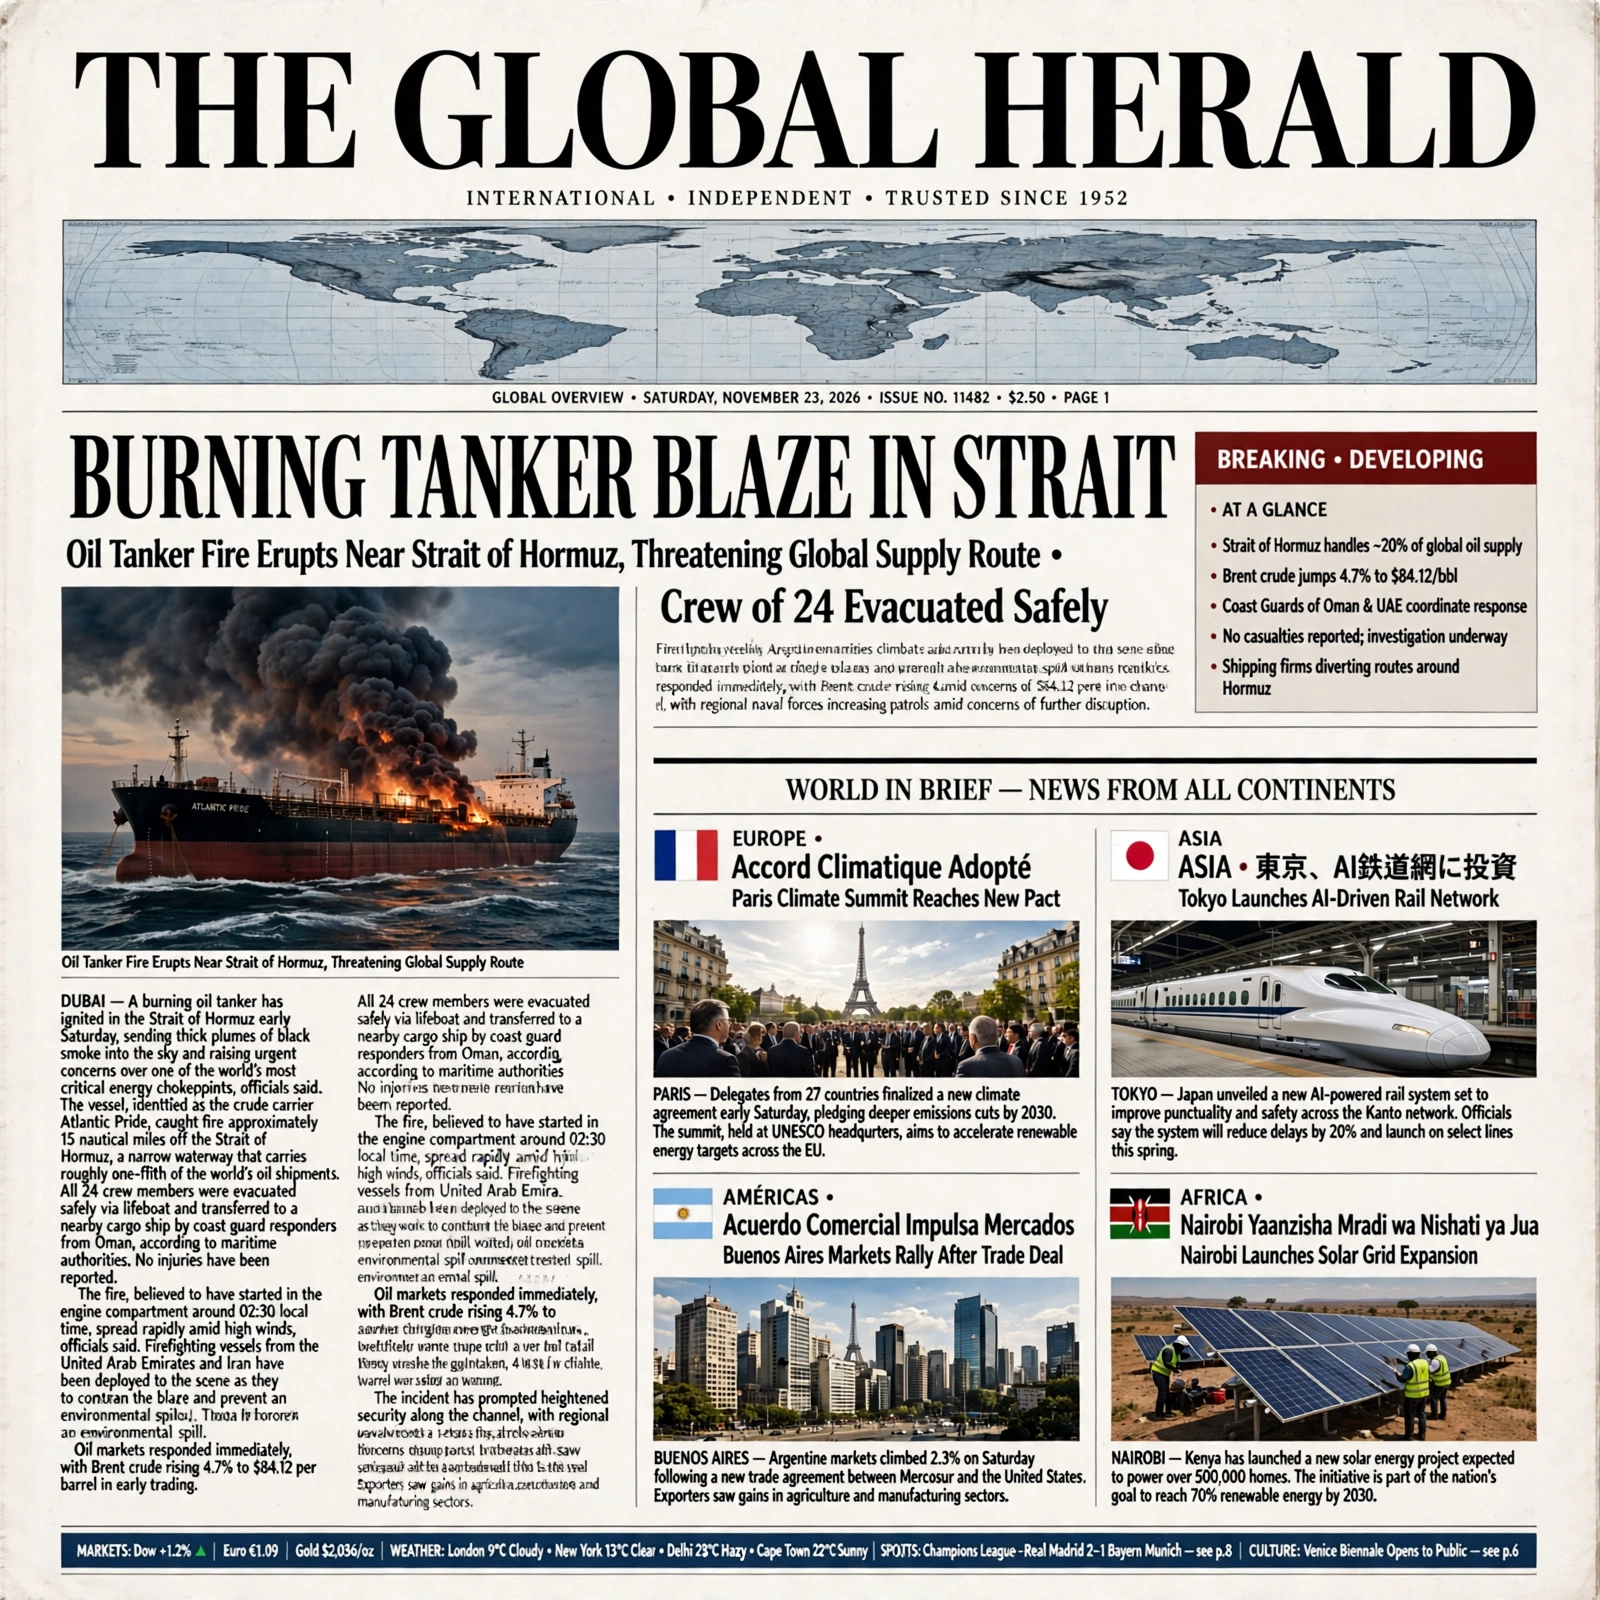 THE GLOBAL HERALD
INTERNATIONAL • INDEPENDENT • TRUSTED SINCE 1952
GLOBAL OVERVIEW • SATURDAY, NOVEMBER 23, 2026 • ISSUE NO. 11482 • $2.50 • PAGE 1
BURNING TANKER BLAZE IN STRAIT
Oil Tanker Fire Erupts Near Strait of Hormuz, Threatening Global Supply Route •
ATLANTIC PRIDE
Oil Tanker Fire Erupts Near Strait of Hormuz, Threatening Global Supply Route
DUBAI — A burning oil tanker has
ignited in the Strait of Hormuz early
Saturday, sending thick plumes of black
smoke into the sky and raising urgent
concerns over one of the world's most
critical energy chokeppints, officials said.
The vessel, identtied as the crude carrier
Atlantic Pride, caught fire approximately
15 nautical miles off the Strait of
Hormuz, a narrow waterway that carries
roughly one-ffith of the world's oil shipments.
All 24 crew members were evacuated
safely via lifeboat and transferred to a
nearby cargo ship by coast guard responders
from Oman, according to maritime
authorities. No injuries have been
reported.
The fire, believed to have started in the
engine compartment around 02:30 local
time, spread rapidly amid high winds,
officials said. Firefighting vessels from the
United Arab Emirates and Iran have
been deployed to the scene as they
to contran the blaze and prevent an
environmental
an environmental spill.
Oil markets responded immediately,
with Brent crude rising 4.7% to $84.12 per
barrel in early trading.
All 24 crew members were evacuated
safely via lifeboat and transferred to a
nearby cargo ship by coast guard
responders from Oman, accordig,
according to maritime authorities
No
been reported.
The fire, believed to have started in
the engine compartment around 02:30
local time, spread rapidly amid
high winds, officials said. Firefighting
vessels from United Arab Emira.
deployed to the
as they work to the and
oil
environmental
spill.
Oil markets responded immediately,
with Brent crude rising 4.7% to
The incident has prompted heightened
security along the channel, with regional
saw
Exporters saw gains in and
manufaturing sectors.
Crew of 24 Evacuated Safely
climbats deployed to the
and
responded immediately, with Brent crude rising concerns of
with regional naval forces increasing patrols amid concerns of further discuption.
BREAKING • DEVELOPING
• AT A GLANCE
• Strait of Hormuz handles ~20% of global oil supply
• Brent crude jumps 4.7% to $84.12/bbl
• Coast Guards of Oman & UAE coordinate response
• No casualties reported; investigation underway
• Shipping firms diverting routes around
Hormuz
WORLD IN BRIEF — NEWS FROM ALL CONTINENTS
EUROPE •
Accord Climatique Adopté
Paris Climate Summit Reaches New Pact
PARIS — Delegates from 27 countries finalized a new climate
agreement early Saturday, pledging deeper emissions cuts by 2030.
The summit, held at UNESCO headqurters, aims to accelerate renewable
energy targets across the EU.
ASIA
ASIA • 東京、AI鉄道網に投資
Tokyo Launches AI-Driven Rail Network
TOKYO — Japan unveiled a new AI-powered rail system set to
improve punctuality and safety across the Kanto network. Officials
say the system will reduce delays by 20% and launch on select lines
this spring.
AMÉRICAS •
Acuerdo Comercial Impulsa Mercados
Buenos Aires Markets Rally After Trade Deal
BUENOS AIRES — Argentine markets climbed 2.3% on Saturday
following a new trade agreement between Mercosur and the United States.
Exporters saw gains in agriculture and manufacturing sectors.
AFRICA •
Nairobi Yaanzisha Mradi wa Nishati ya Jua
Nairobi Launches Solar Grid Expansion
NAIROBI — Kenya has launched a new solar energy project expected
to power over 500,000 homes. The initiative is part of the nation's
goal to reach 70% renewable energy by 2030.
MARKETS: Dow +1.2% ▲ | Euro €1.09 | Gold $2,036/oz | WEATHER: London 9°C Cloudy • New York 13°C Clear • Delhi 23°C Hazy • Cape Town 22°C Sunny | SPOTTS: Champions League -Real Madrid 2–1 Bayern Munich — see p.8 | CULTURE: Venice Biennale Opens to Public — see p.6